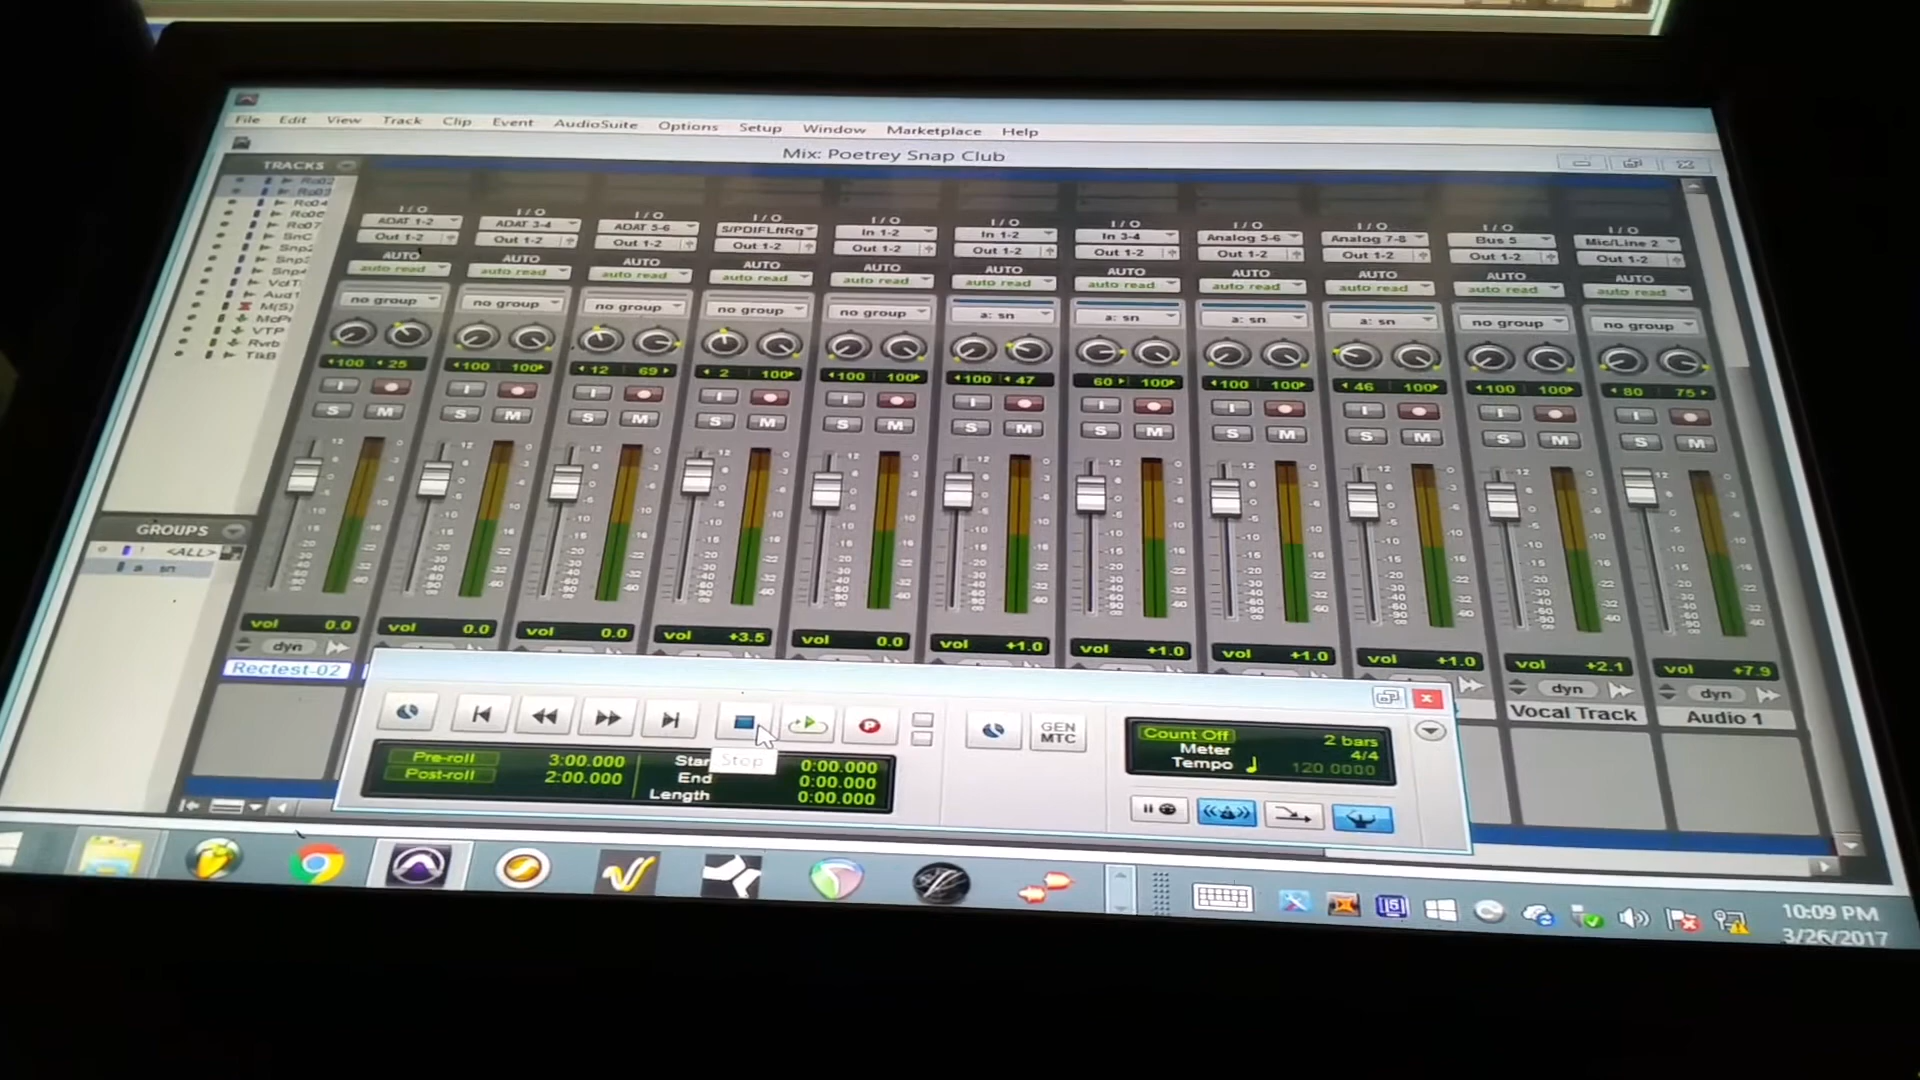 File Edit View Track Clip Event AudioSuite Options Setup Window Marketplace Help
Mix: Poetrey Snap Club
TRACKS
I/O I/O I/O I/O I/O I/O I/O I/O I/O
ADAT 1-2 ADAT 3-4 ADAT 5-6 S/PDIFLftRg In 1-2 In 1-2 In 3-4 Analog 5-6 Analog 7-8 Bus 5 Mic/Line 2
Out 1-2 Out 1-2 Out 1-2 Out 1-2 Out 1-2 Out 1-2 Out 1-2 Out 1-2 Out 1-2 Out 1-2 Out 1-2
AUTO AUTO AUTO AUTO AUTO AUTO AUTO AUTO AUTO AUTO AUTO
auto read auto read auto read auto read auto read auto read auto read auto read auto read auto read auto read
no group no group no group no group no group a: sn a: sn a: sn a: sn no group no group
100 25 100 100 12 69 2 100 100 100 100 47 60 100 100 100 46 100 100 100 80 75
I I I I I I I I I I I
S M S M S M S M S M S M S M S M S M S M S M
GROUPS
<ALL>
a sn
vol 0.0 vol 0.0 vol 0.0 vol +3.5 vol 0.0 vol +1.0 vol +1.0 vol +1.0 vol +1.0 vol +2.1 vol +7.9
dyn dyn dyn
Rectest-02 Vocal Track Audio 1
GEN
MTC
Count Off 2 bars
Meter 4/4
Tempo 120.0000
Stop
Pre-roll 3:00.000 Star 0:00.000
Post-roll 2:00.000 End 0:00.000
Length 0:00.000
10:09 PM
3/26/2017